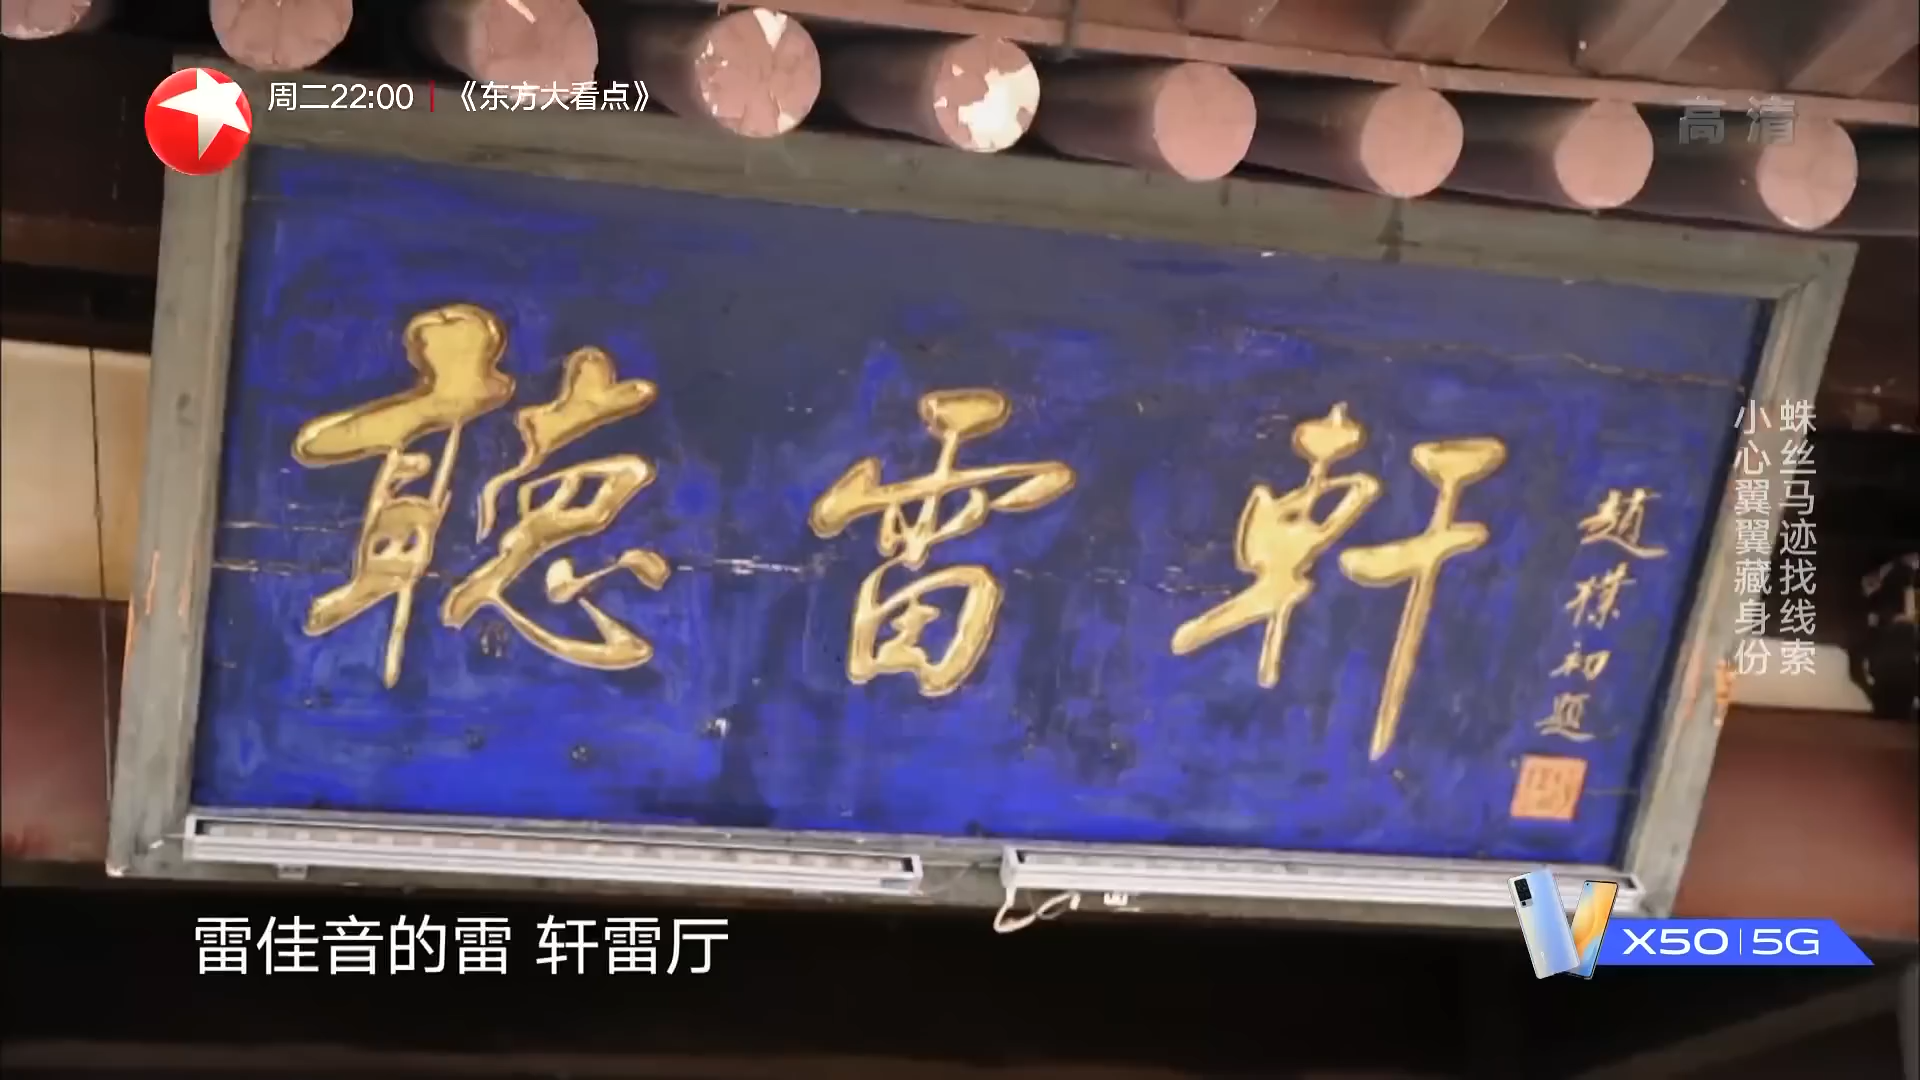 周二22:00 《东方大看点》
高清
聽雷軒
趙樸初題
蛛丝马迹找线索
小心翼翼藏身份
雷佳音的雷 轩雷厅
X50 5G